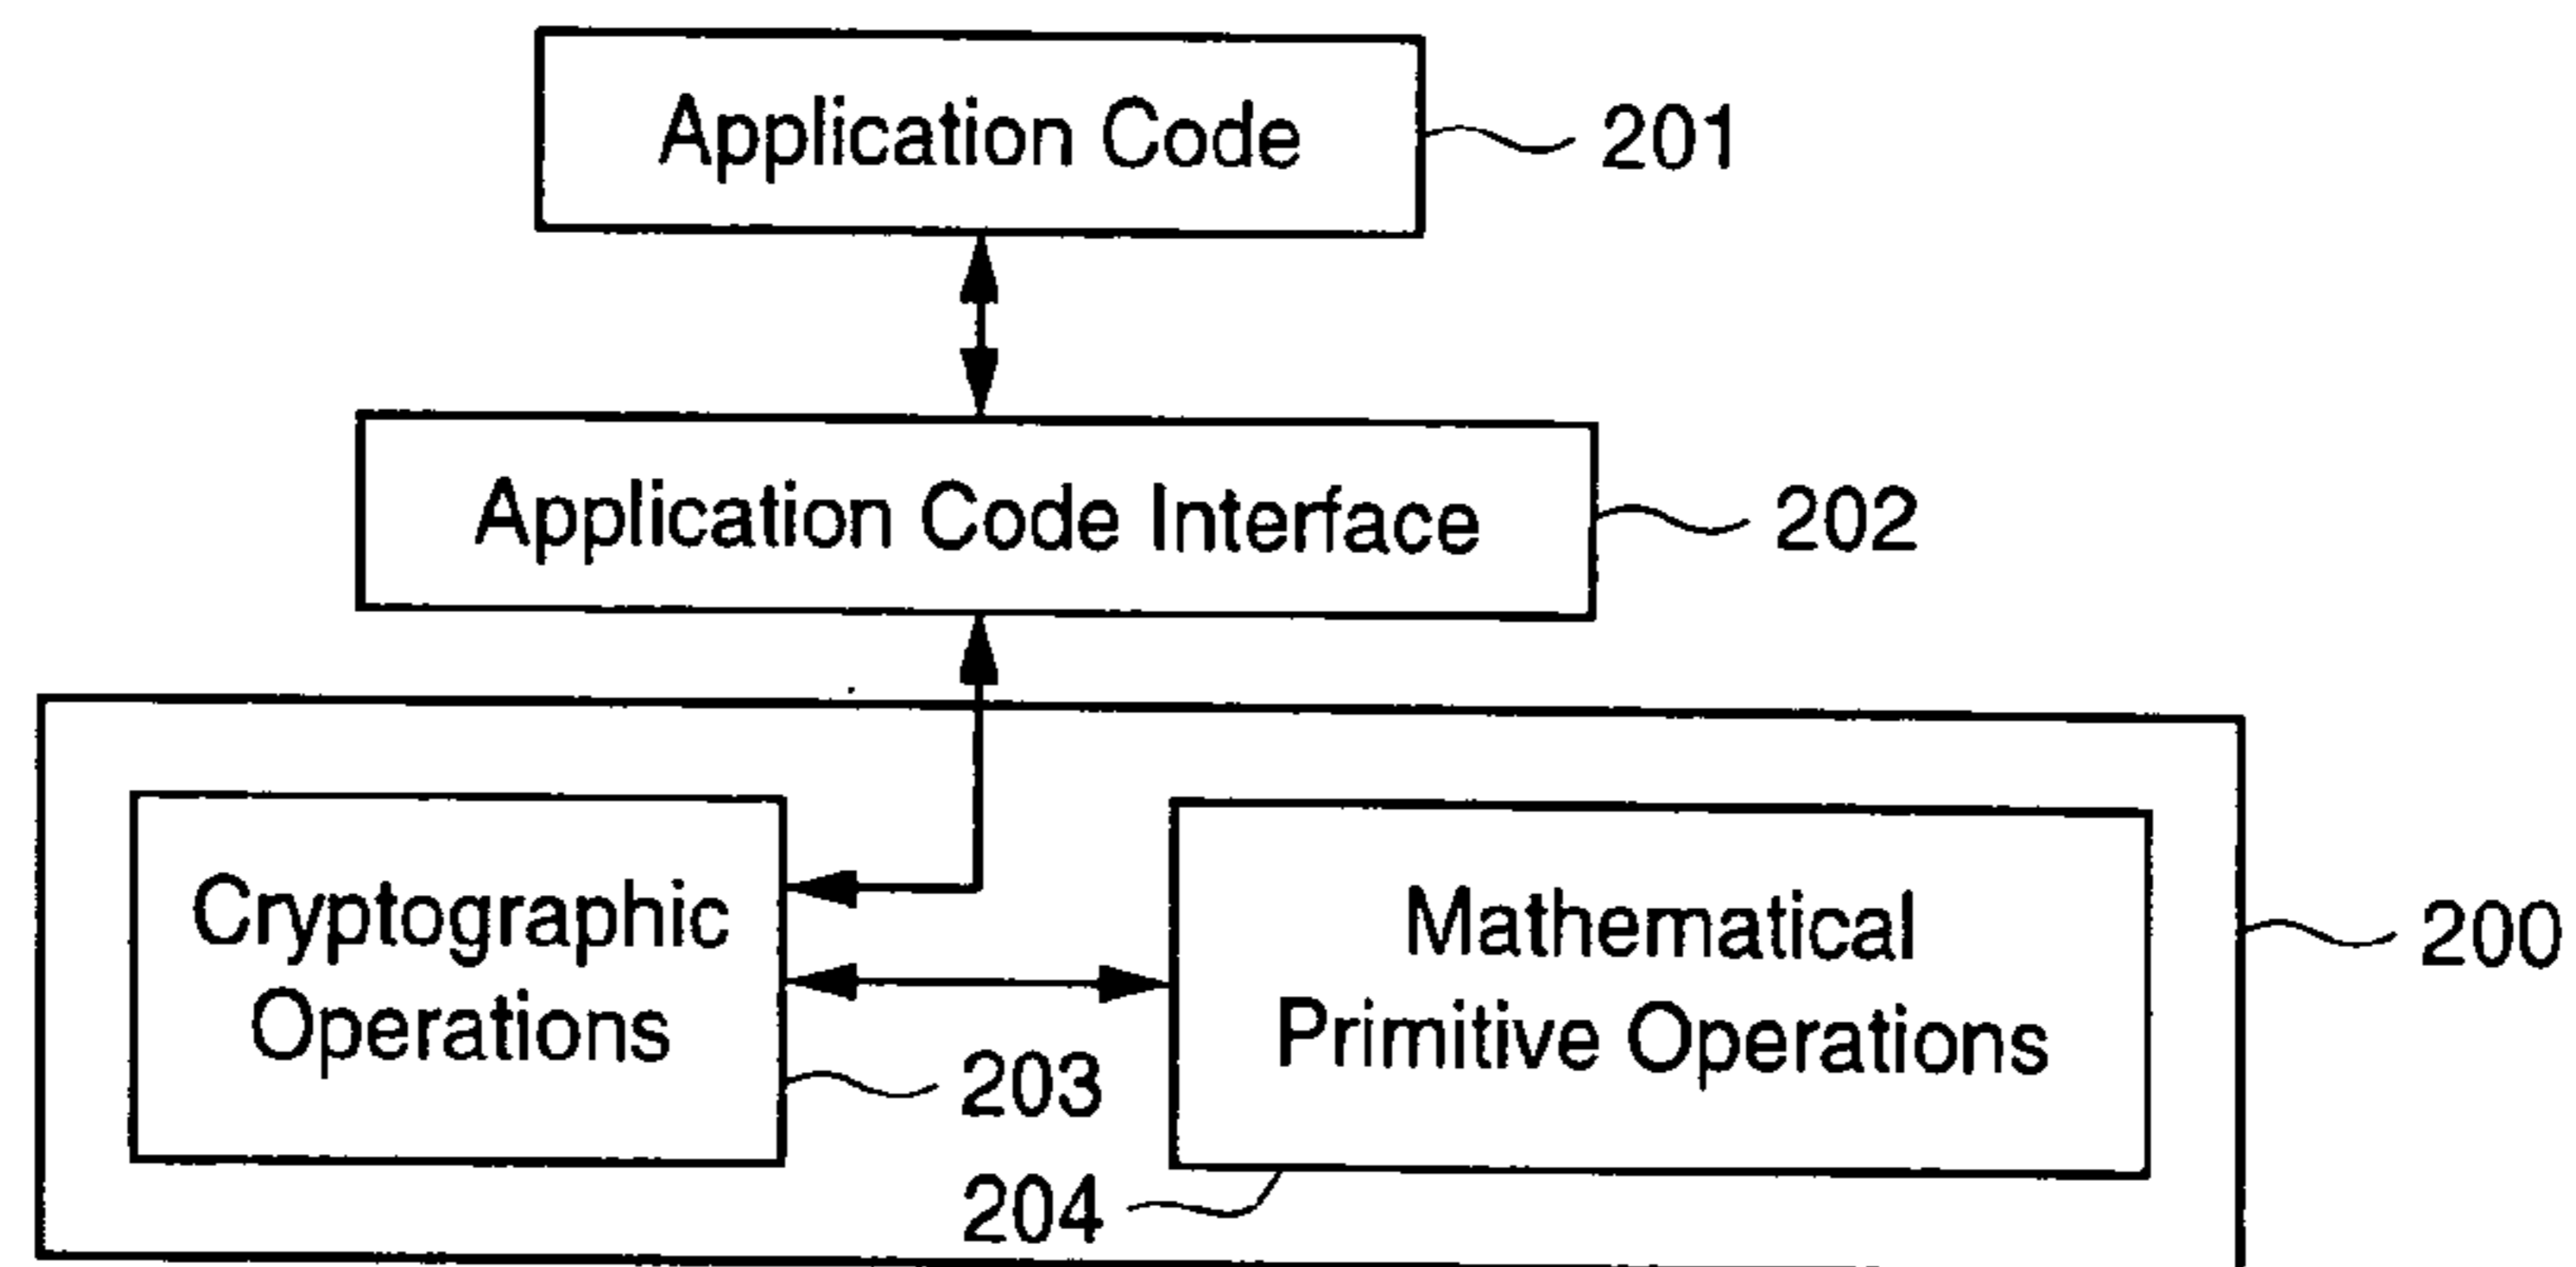 Application Code
201
Application Code Interface
202
Cryptographic
Operations
203
Mathematical
Primitive Operations
204
200